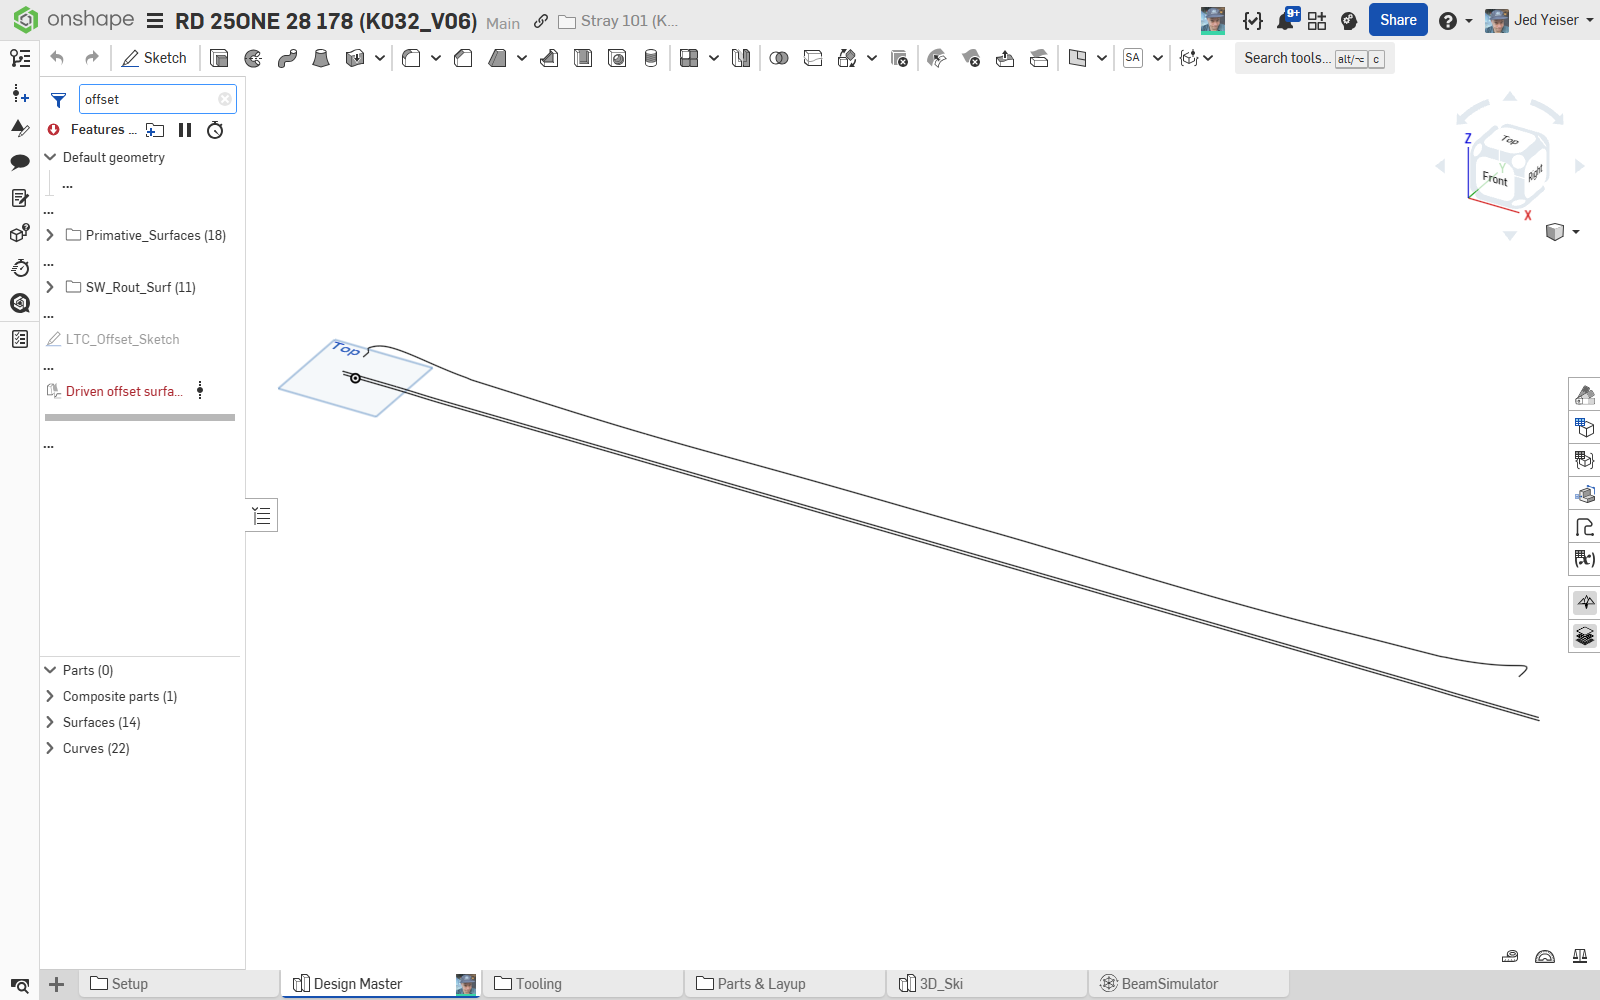 onshape RD 25ONE 28 178 (K032_V06) Main Stray 101 (K... 9+ Share Jed Yeiser
Sketch SA Search tools... alt/⌥ c
offset
Features ...
Default geometry
...
...
Primative_Surfaces (18)
...
SW_Rout_Surf (11)
...
LTC_Offset_Sketch
...
Driven offset surfa...
...
Parts (0)
Composite parts (1)
Surfaces (14)
Curves (22)
Top
Z
Top
Y
Front
Right
X
Setup Design Master Tooling Parts & Layup 3D_Ski BeamSimulator